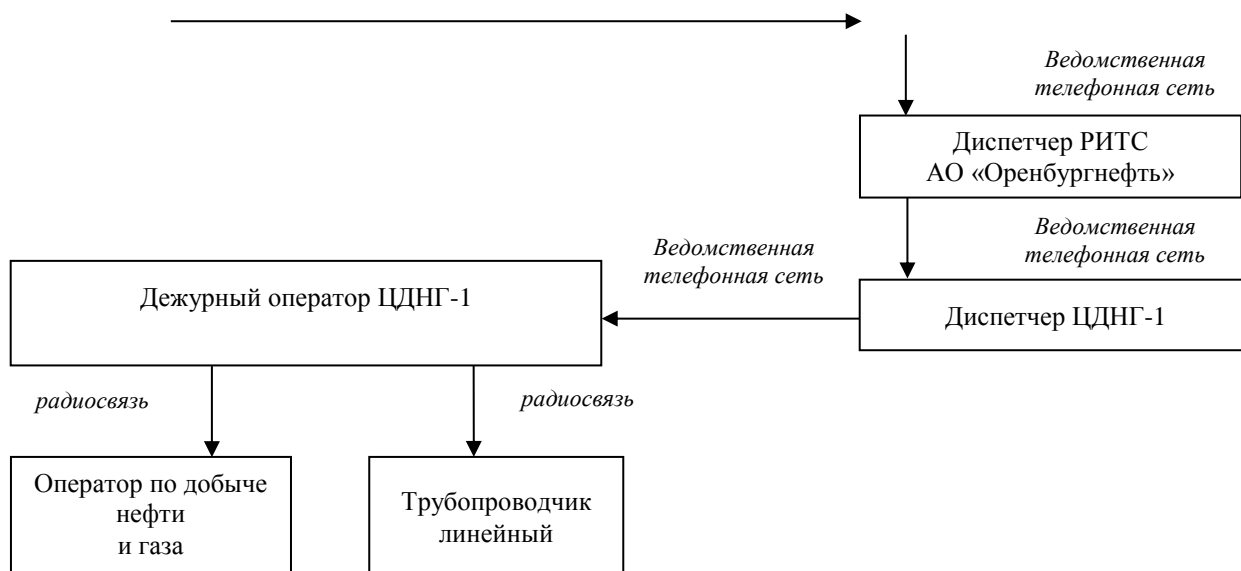 Ведомственная
телефонная сеть
Диспетчер РИТС
АО «Оренбургнефть»
Ведомственная
телефонная сеть
Ведомственная
телефонная сеть
Дежурный оператор ЦДНГ-1
Диспетчер ЦДНГ-1
радиосвязь
радиосвязь
Оператор по добыче
нефти
и газа
Трубопроводчик
линейный